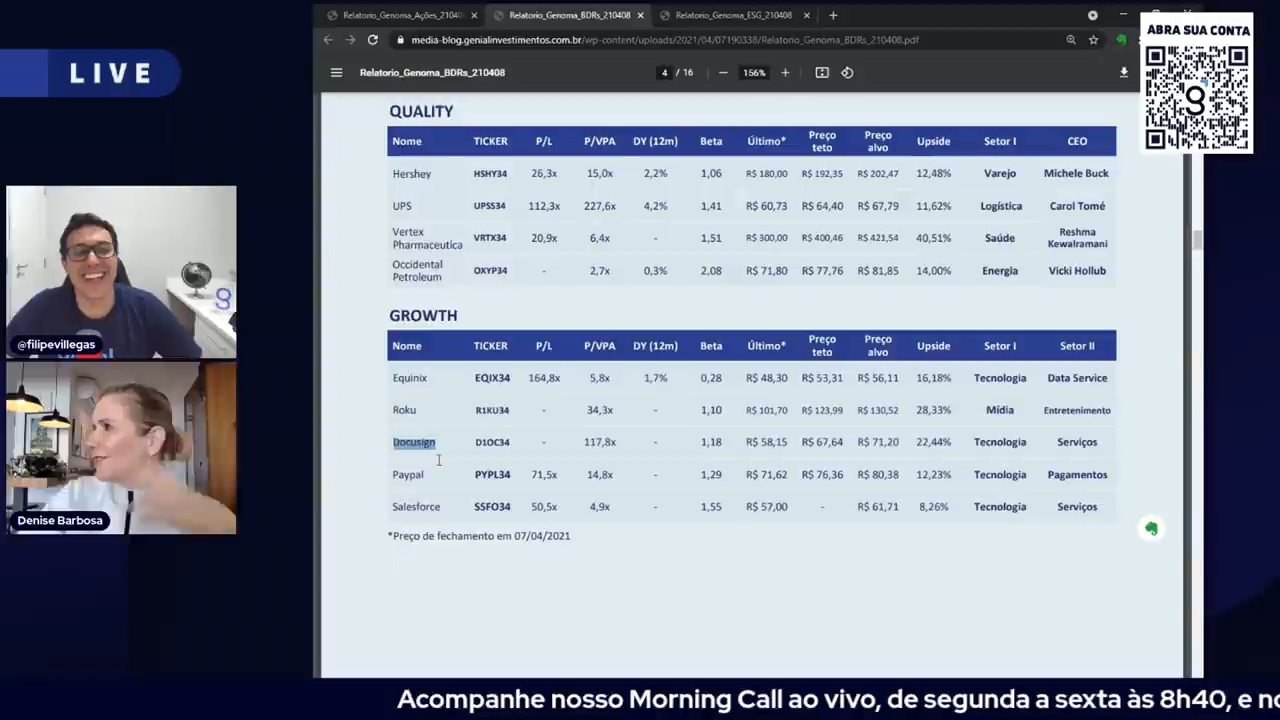 Relatorio_Genoma_Ações_2104
Relatorio_Genoma_BDRs_210408
Relatorio_Genoma_ESG_210408
media-blog.genialinvestimentos.com.br/wp-content/uploads/2021/04/07190338/Relatorio_Genoma_BDRs_210408.pdf
ABRA SUA CONTA
LIVE
Relatorio_Genoma_BDRs_210408
4 / 16
156%
QUALITY
Nome TICKER P/L P/VPA DY (12m) Beta Último* Preço teto Preço alvo Upside Setor I CEO
Hershey HSHY34 26,3x 15,0x 2,2% 1,06 R$ 180,00 R$ 192,35 R$ 202,47 12,48% Varejo Michele Buck
UPS UPSS34 112,3x 227,6x 4,2% 1,41 R$ 60,73 R$ 64,40 R$ 67,79 11,62% Logística Carol Tomé
Vertex Pharmaceutica VRTX34 20,9x 6,4x - 1,51 R$ 300,00 R$ 400,46 R$ 421,54 40,51% Saúde Reshma Kewalramani
Occidental Petroleum OXYP34 - 2,7x 0,3% 2,08 R$ 71,80 R$ 77,76 R$ 81,85 14,00% Energia Vicki Hollub
GROWTH
Nome TICKER P/L P/VPA DY (12m) Beta Último* Preço teto Preço alvo Upside Setor I Setor II
Equinix EQIX34 164,8x 5,8x 1,7% 0,28 R$ 48,30 R$ 53,31 R$ 56,11 16,18% Tecnologia Data Service
Roku R1KU34 - 34,3x - 1,10 R$ 101,70 R$ 123,99 R$ 130,52 28,33% Mídia Entretenimento
Docusign D1OC34 - 117,8x - 1,18 R$ 58,15 R$ 67,64 R$ 71,20 22,44% Tecnologia Serviços
Paypal PYPL34 71,5x 14,8x - 1,29 R$ 71,62 R$ 76,36 R$ 80,38 12,23% Tecnologia Pagamentos
Salesforce SSFO34 50,5x 4,9x - 1,55 R$ 57,00 - R$ 61,71 8,26% Tecnologia Serviços
*Preço de fechamento em 07/04/2021
@filipevillegas
Denise Barbosa
Acompanhe nosso Morning Call ao vivo, de segunda a sexta às 8h40, e no